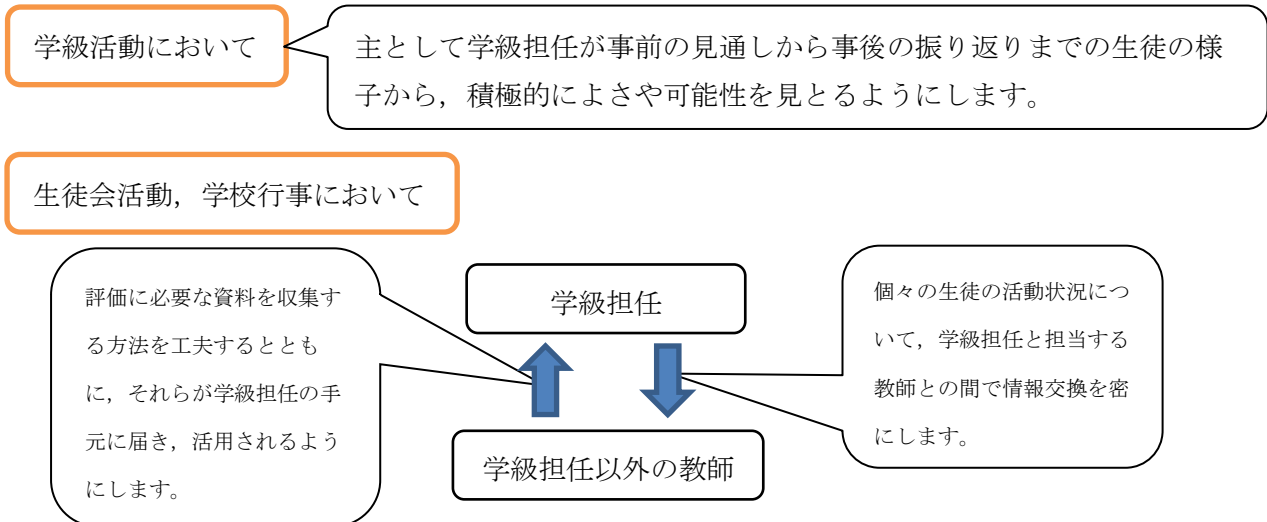 学級活動において
主として学級担任が事前の見通しから事後の振り返りまでの生徒の様
子から，積極的によさや可能性を見とるようにします。
生徒会活動，学校行事において
評価に必要な資料を収集す
る方法を工夫するととも
に，それらが学級担任の手
元に届き，活用されるよう
にします。
学級担任
学級担任以外の教師
個々の生徒の活動状況につ
いて，学級担任と担当する
教師との間で情報交換を密
にします。